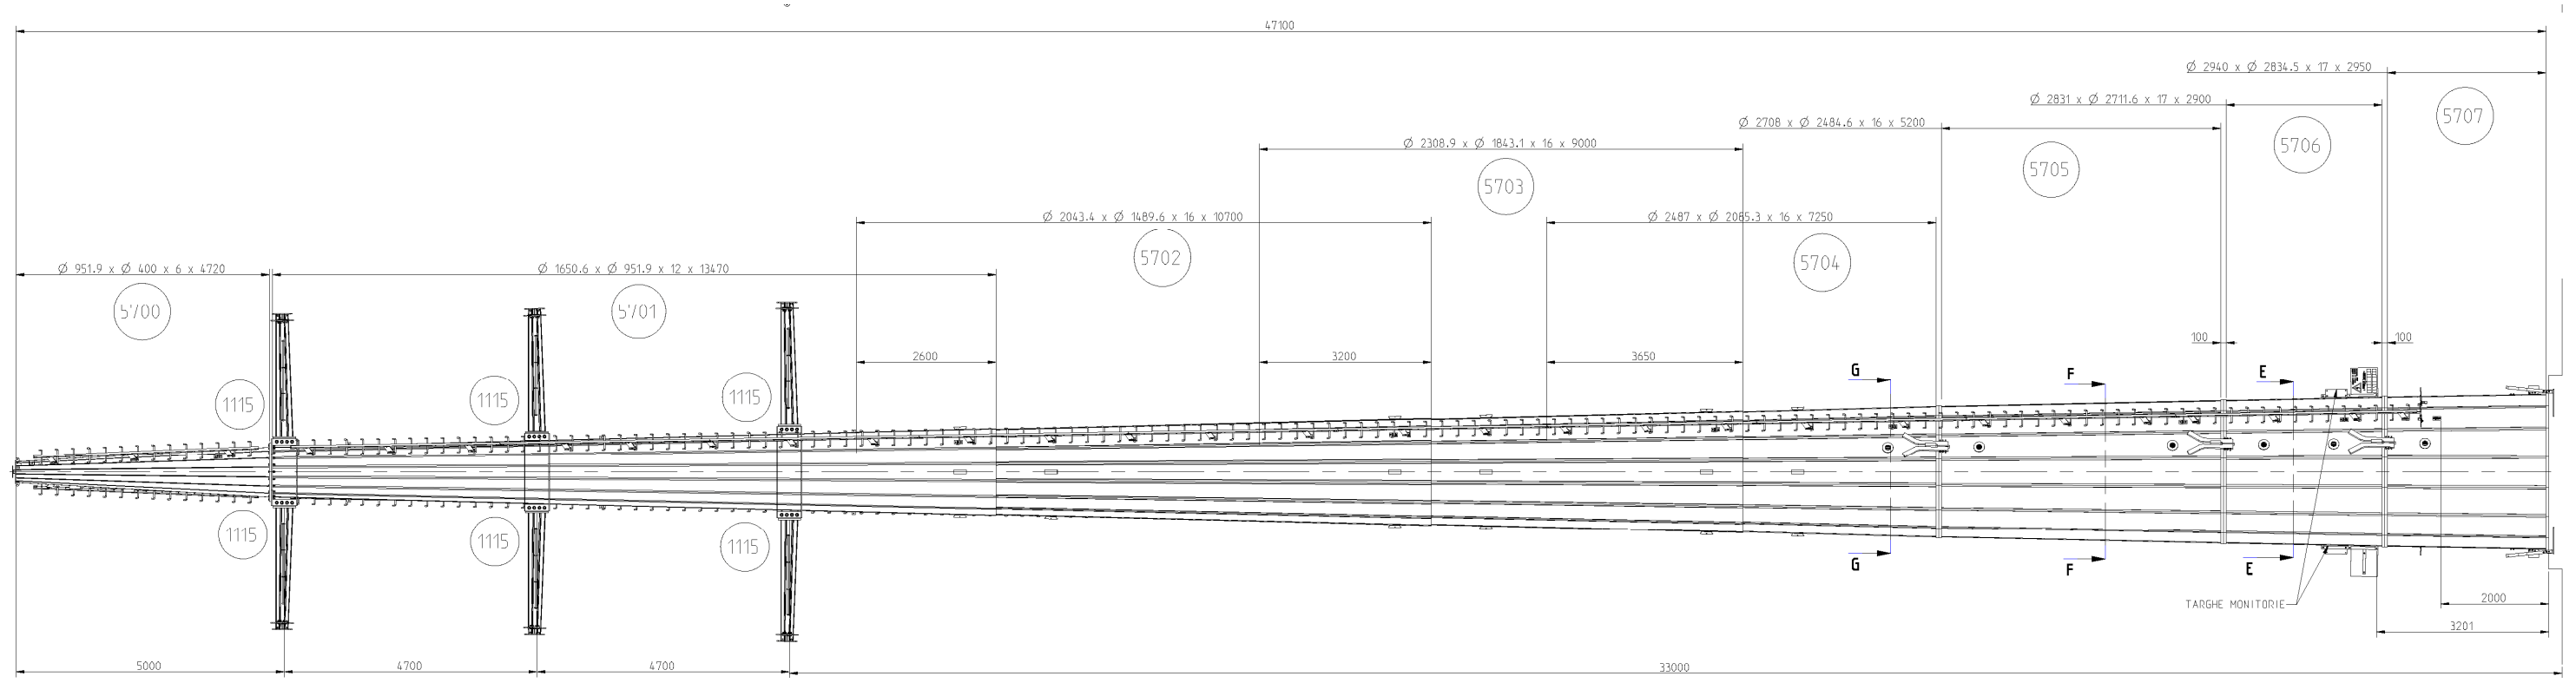 47100
Ø 2940 x Ø 2834.5 x 17 x 2950
5707
Ø 2831 x Ø 2711.6 x 17 x 2900
5706
Ø 2708 x Ø 2484.6 x 16 x 5200
5705
Ø 2308.9 x Ø 1843.1 x 16 x 9000
5703
Ø 2043.4 x Ø 1489.6 x 16 x 10700
5702
Ø 2487 x Ø 2085.3 x 16 x 7250
5704
Ø 951.9 x Ø 400 x 6 x 4720
5700
Ø 1650.6 x Ø 951.9 x 12 x 13470
5701
2600
3200
3650
100
100
G
F
E
1115
1115
1115
1115
1115
1115
G
F
E
TARGHE MONITORIE
2000
3201
5000
4700
4700
33000